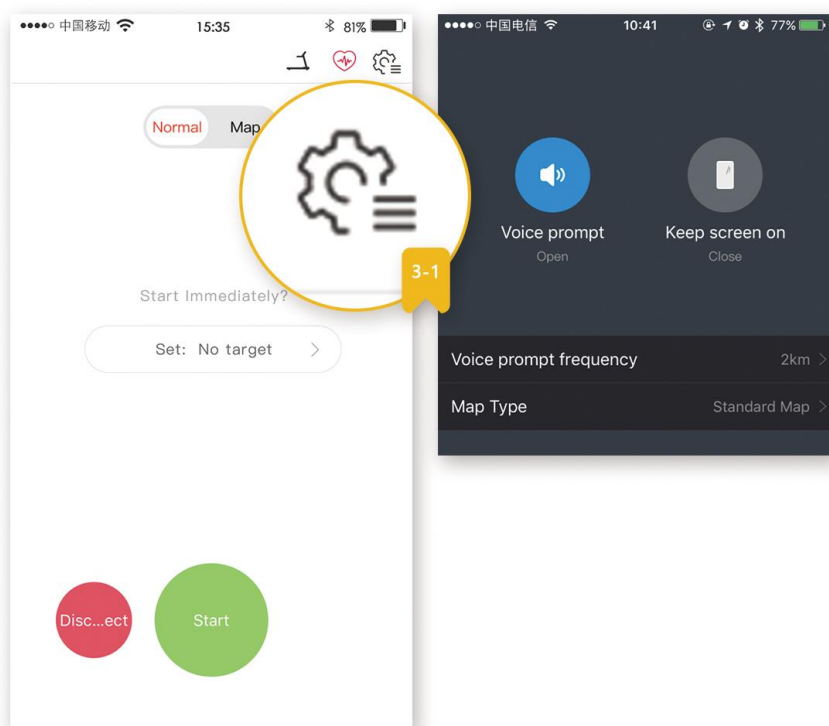 中国移动
15:35
81%
Normal
Map
3-1
Start Immediately?
Set: No target
Disc...ect
Start
中国电信
10:41
77%
Voice prompt
Open
Keep screen on
Close
Voice prompt frequency
2km
Map Type
Standard Map